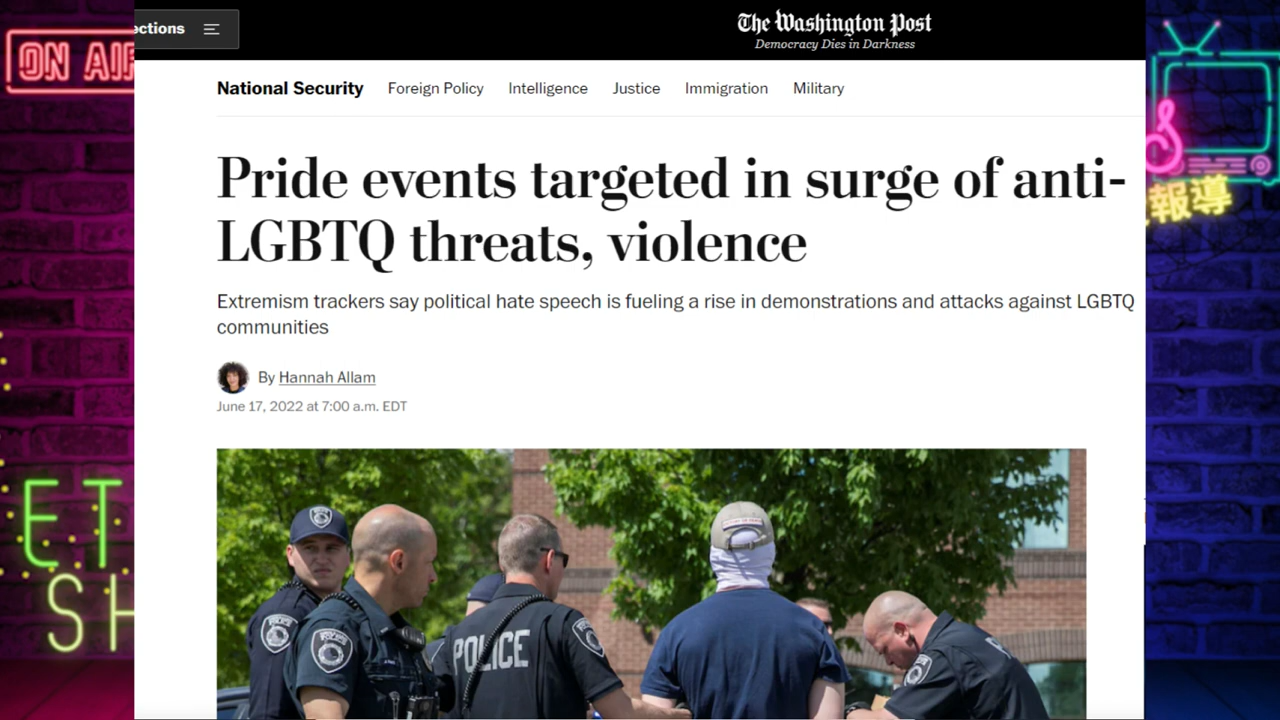 ections
The Washington Post
Democracy Dies in Darkness
ON AI
National Security Foreign Policy Intelligence Justice Immigration Military
Pride events targeted in surge of anti-
LGBTQ threats, violence
報導
Extremism trackers say political hate speech is fueling a rise in demonstrations and attacks against LGBTQ
communities
By Hannah Allam
June 17, 2022 at 7:00 a.m. EDT
ET
SH
POLICE